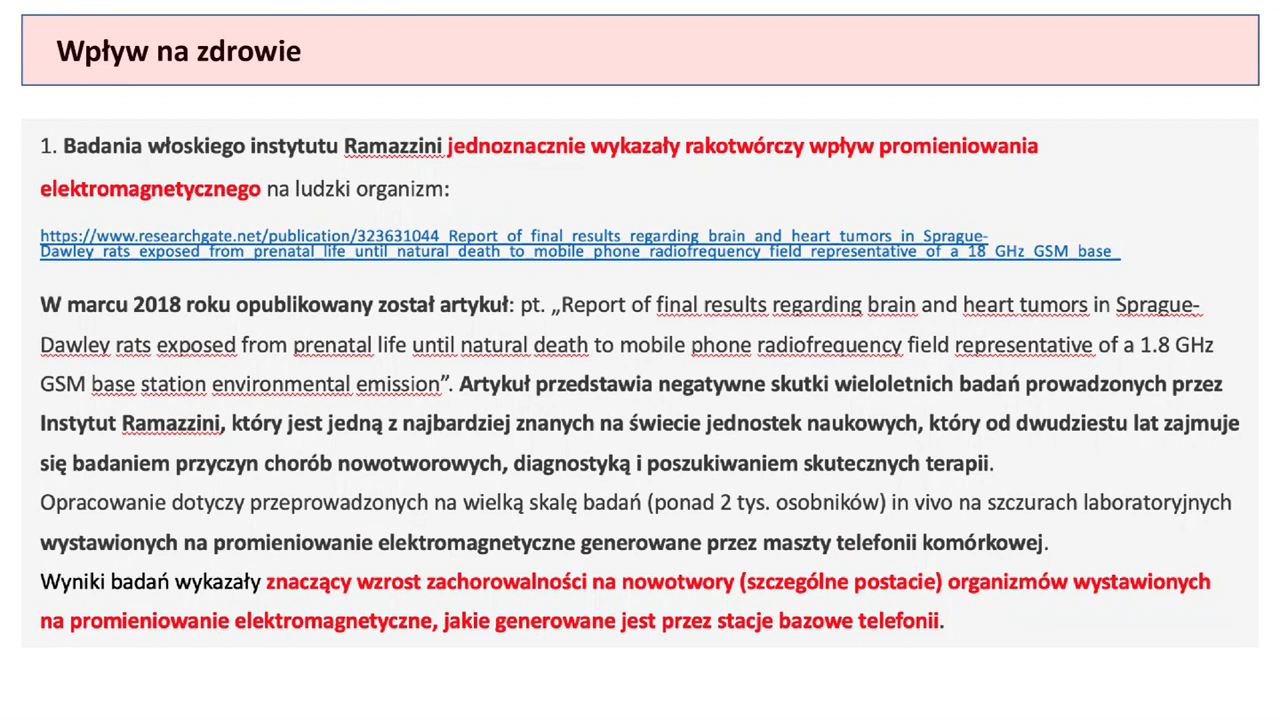 Wpływ na zdrowie
1. Badania włoskiego instytutu Ramazzini jednoznacznie wykazały rakotwórczy wpływ promieniowania
elektromagnetycznego na ludzki organizm:
https://www.researchgate.net/publication/323631044_Report_of_final_results_regarding_brain_and_heart_tumors_in_Sprague-
Dawley_rats_exposed_from_prenatal_life_until_natural_death_to_mobile_phone_radiofrequency_field_representative_of_a_18_GHz_GSM_base_
W marcu 2018 roku opublikowany został artykuł: pt. „Report of final results regarding brain and heart tumors in Sprague-
Dawley rats exposed from prenatal life until natural death to mobile phone radiofrequency field representative of a 1.8 GHz
GSM base station environmental emission”. Artykuł przedstawia negatywne skutki wieloletnich badań prowadzonych przez
Instytut Ramazzini, który jest jedną z najbardziej znanych na świecie jednostek naukowych, który od dwudziestu lat zajmuje
się badaniem przyczyn chorób nowotworowych, diagnostyką i poszukiwaniem skutecznych terapii.
Opracowanie dotyczy przeprowadzonych na wielką skalę badań (ponad 2 tys. osobników) in vivo na szczurach laboratoryjnych
wystawionych na promieniowanie elektromagnetyczne generowane przez maszty telefonii komórkowej.
Wyniki badań wykazały znaczący wzrost zachorowalności na nowotwory (szczególne postacie) organizmów wystawionych
na promieniowanie elektromagnetyczne, jakie generowane jest przez stacje bazowe telefonii.